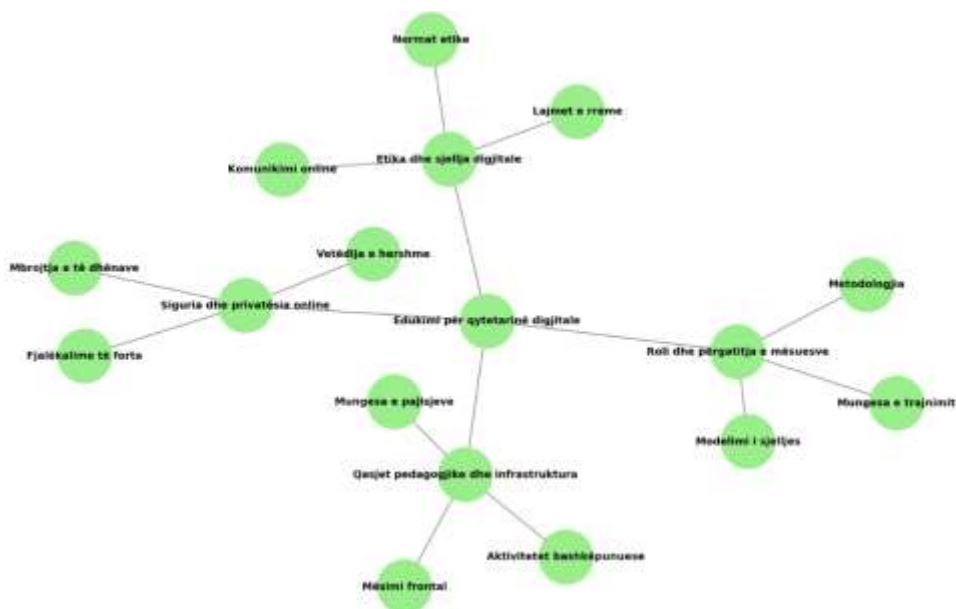 Normat etike
Lajmet e rreme
Etika dhe sjellja digjitale
Komunikimi online
Vetëdija e hershme
Mbrojtja e të dhënave
Siguria dhe privatësia online
Fjalëkalime të forta
Edukimi për qytetarinë digjitale
Metodologjia
Roli dhe përgatitja e mësuesve
Mungesa e trajnimit
Modelimi i sjelljes
Mungesa e pajisjeve
Qasjet pedagogjike dhe infrastruktura
Aktivitetet bashkëpunuese
Mësimi frontal